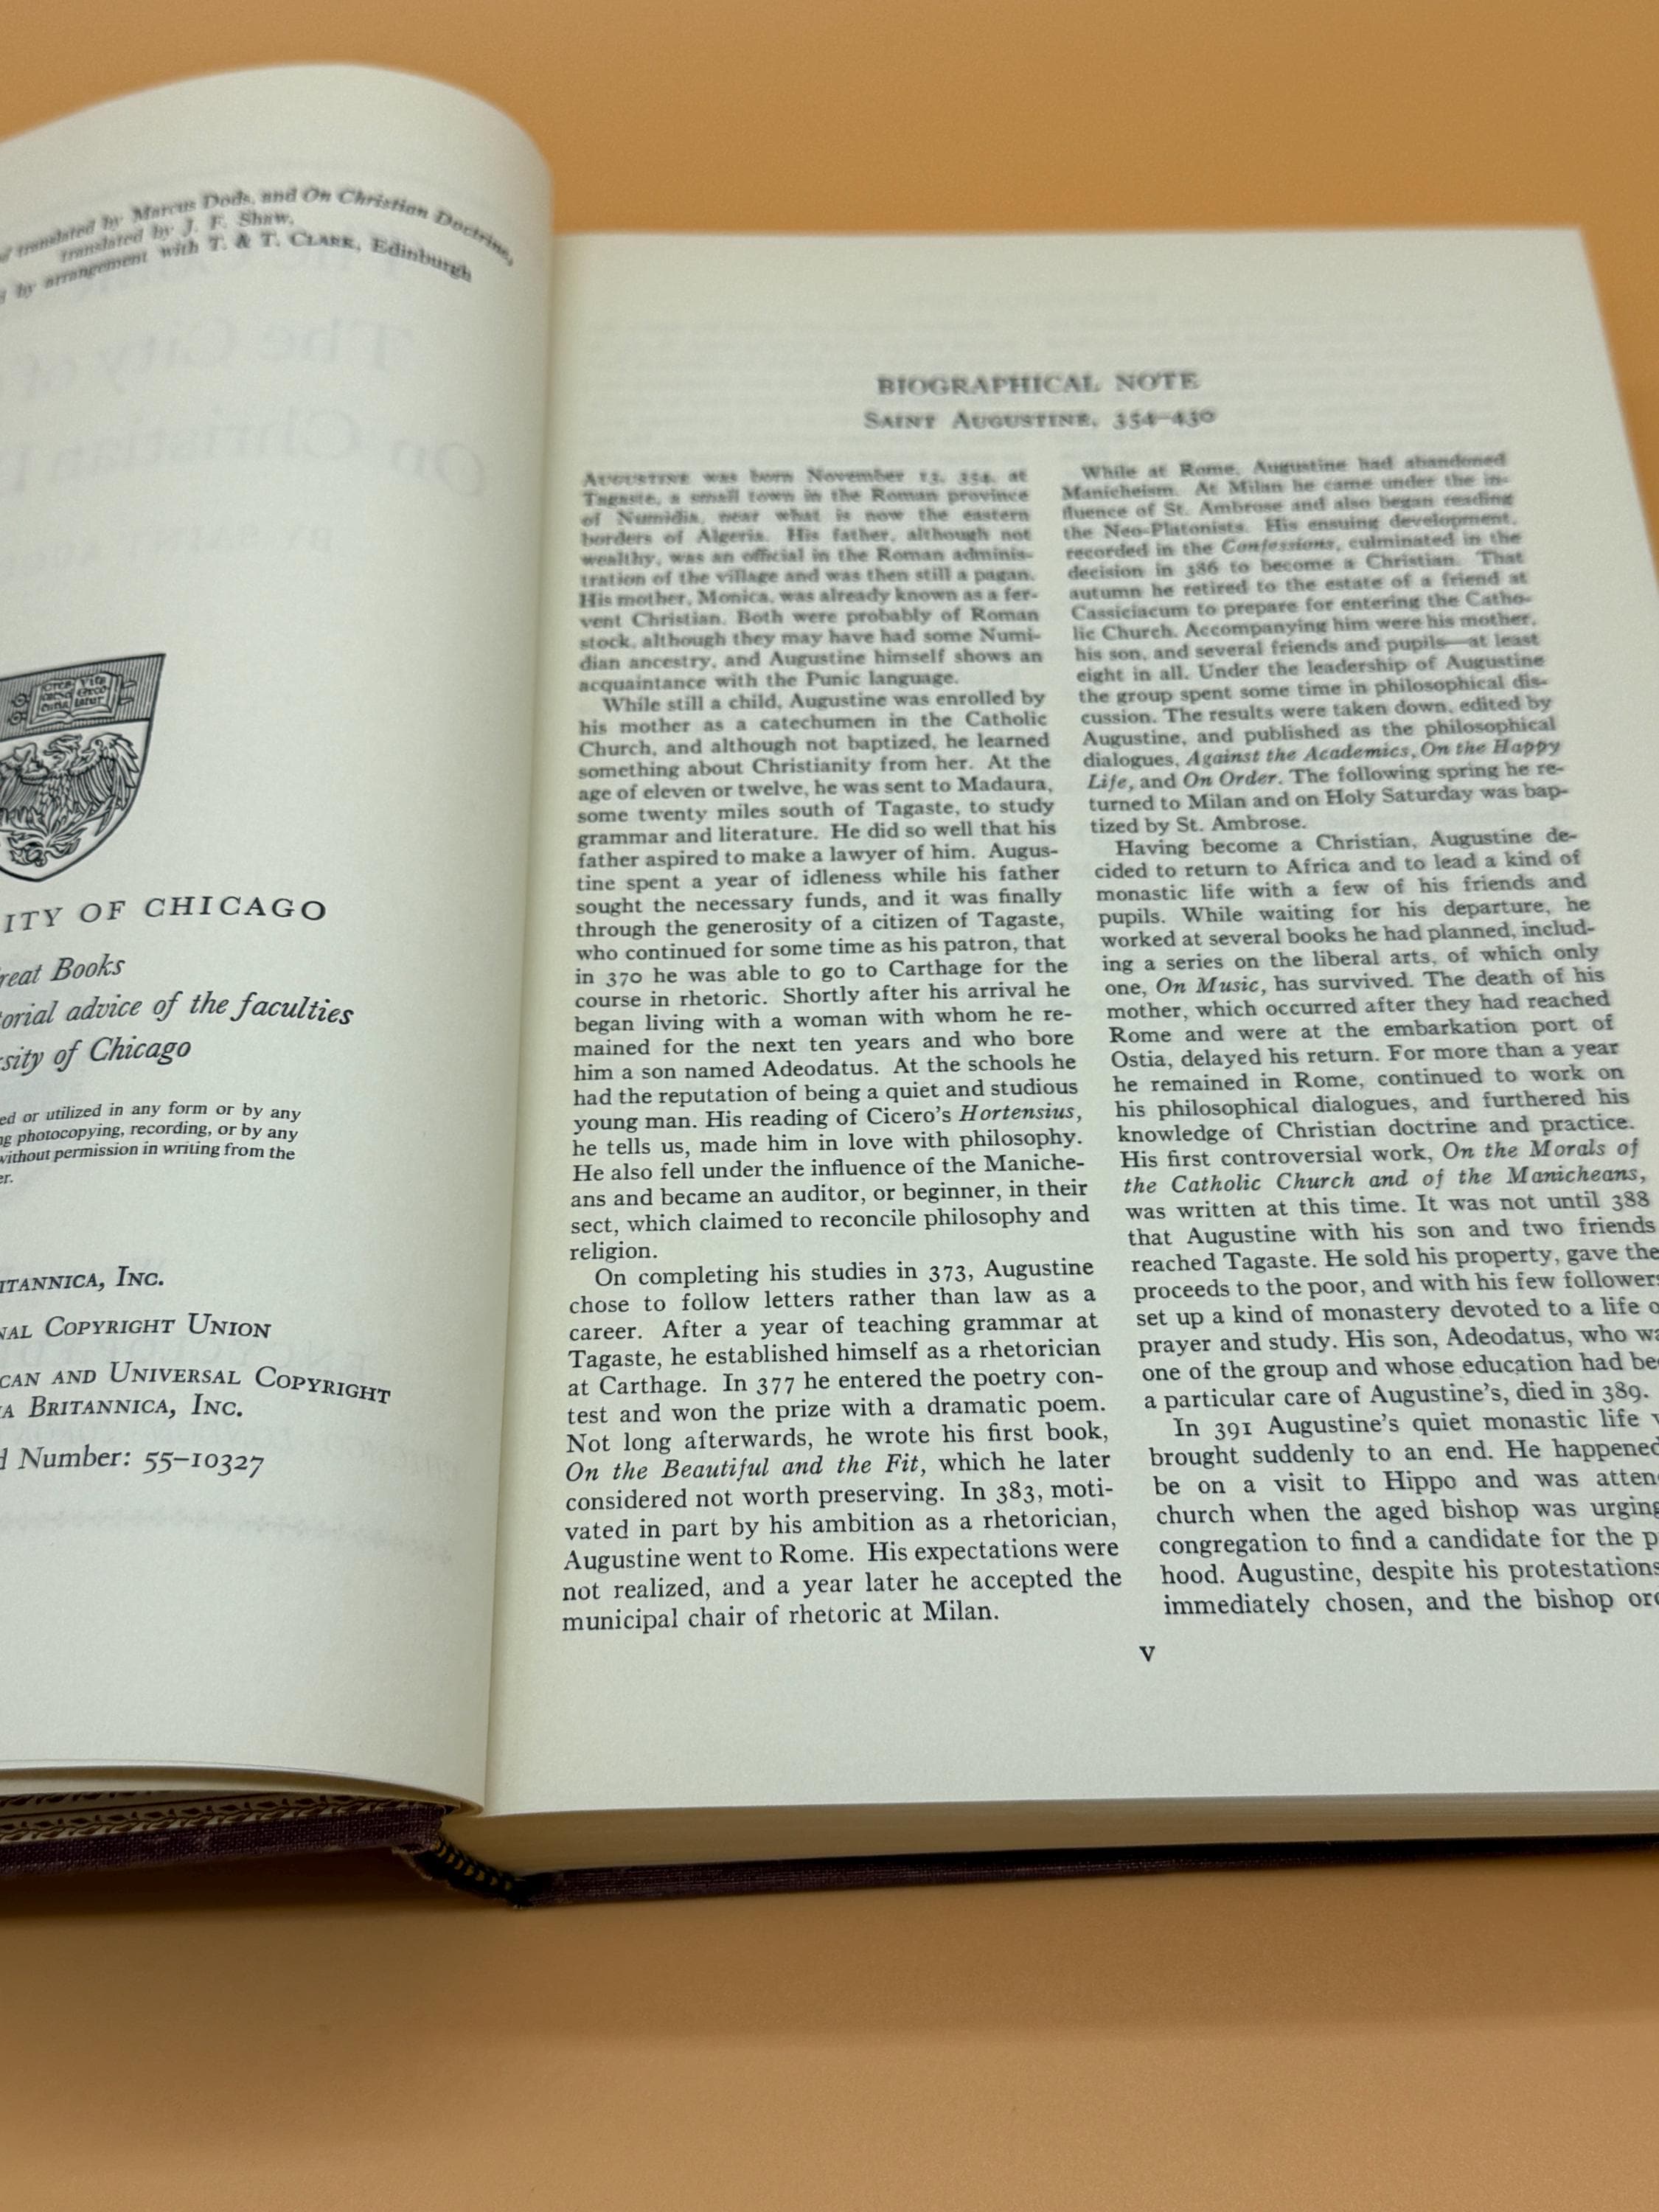 translated by Marcus Dods, and On Christian Doctrine,
translated by J. F. Shaw,
by arrangement with T. & T. CLARK, Edinburgh
ITY OF CHICAGO
reat Books
orial advice of the faculties
sity of Chicago
ed or utilized in any form or by any
ng photocopying, recording, or by any
without permission in writing from the
er.
ITANNICA, INC.
NAL COPYRIGHT UNION
CAN AND UNIVERSAL COPYRIGHT
A BRITANNICA, INC.
d Number: 55–10327
BIOGRAPHICAL NOTE
SAINT AUGUSTINE, 354–430
AUGUSTINE was born November 13, 354, at
Tagaste, a small town in the Roman province
of Numidia, near what is now the eastern
borders of Algeria. His father, although not
wealthy, was an official in the Roman adminis-
tration of the village and was then still a pagan.
His mother, Monica, was already known as a fer-
vent Christian. Both were probably of Roman
stock, although they may have had some Numi-
dian ancestry, and Augustine himself shows an
acquaintance with the Punic language.
While still a child, Augustine was enrolled by
his mother as a catechumen in the Catholic
Church, and although not baptized, he learned
something about Christianity from her. At the
age of eleven or twelve, he was sent to Madaura,
some twenty miles south of Tagaste, to study
grammar and literature. He did so well that his
father aspired to make a lawyer of him. Augus-
tine spent a year of idleness while his father
sought the necessary funds, and it was finally
through the generosity of a citizen of Tagaste,
who continued for some time as his patron, that
in 370 he was able to go to Carthage for the
course in rhetoric. Shortly after his arrival he
began living with a woman with whom he re-
mained for the next ten years and who bore
him a son named Adeodatus. At the schools he
had the reputation of being a quiet and studious
young man. His reading of Cicero's Hortensius,
he tells us, made him in love with philosophy.
He also fell under the influence of the Maniche-
ans and became an auditor, or beginner, in their
sect, which claimed to reconcile philosophy and
religion.
On completing his studies in 373, Augustine
chose to follow letters rather than law as a
career. After a year of teaching grammar at
Tagaste, he established himself as a rhetorician
at Carthage. In 377 he entered the poetry con-
test and won the prize with a dramatic poem.
Not long afterwards, he wrote his first book,
On the Beautiful and the Fit, which he later
considered not worth preserving. In 383, moti-
vated in part by his ambition as a rhetorician,
Augustine went to Rome. His expectations were
not realized, and a year later he accepted the
municipal chair of rhetoric at Milan.
While at Rome, Augustine had abandoned
Manicheism. At Milan he came under the in-
fluence of St. Ambrose and also began reading
the Neo-Platonists. His ensuing development,
recorded in the Confessions, culminated in the
decision in 386 to become a Christian. That
autumn he retired to the estate of a friend at
Cassiciacum to prepare for entering the Catho-
lic Church. Accompanying him were his mother,
his son, and several friends and pupils—at least
eight in all. Under the leadership of Augustine
the group spent some time in philosophical dis-
cussion. The results were taken down, edited by
Augustine, and published as the philosophical
dialogues, Against the Academics, On the Happy
Life, and On Order. The following spring he re-
turned to Milan and on Holy Saturday was bap-
tized by St. Ambrose.
Having become a Christian, Augustine de-
cided to return to Africa and to lead a kind of
monastic life with a few of his friends and
pupils. While waiting for his departure, he
worked at several books he had planned, includ-
ing a series on the liberal arts, of which only
one, On Music, has survived. The death of his
mother, which occurred after they had reached
Rome and were at the embarkation port of
Ostia, delayed his return. For more than a year
he remained in Rome, continued to work on
his philosophical dialogues, and furthered his
knowledge of Christian doctrine and practice.
His first controversial work, On the Morals of
the Catholic Church and of the Manicheans,
was written at this time. It was not until 388
that Augustine with his son and two friends
reached Tagaste. He sold his property, gave the
proceeds to the poor, and with his few followers
set up a kind of monastery devoted to a life o
prayer and study. His son, Adeodatus, who wa
one of the group and whose education had be
a particular care of Augustine's, died in 389.
In 391 Augustine's quiet monastic life
brought suddenly to an end. He happened
be on a visit to Hippo and was atten
church when the aged bishop was urging
congregation to find a candidate for the p
hood. Augustine, despite his protestations
immediately chosen, and the bishop ord
v